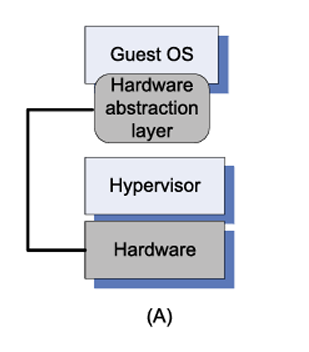 Guest OS
Hardware
abstraction
layer
Hypervisor
Hardware
(A)